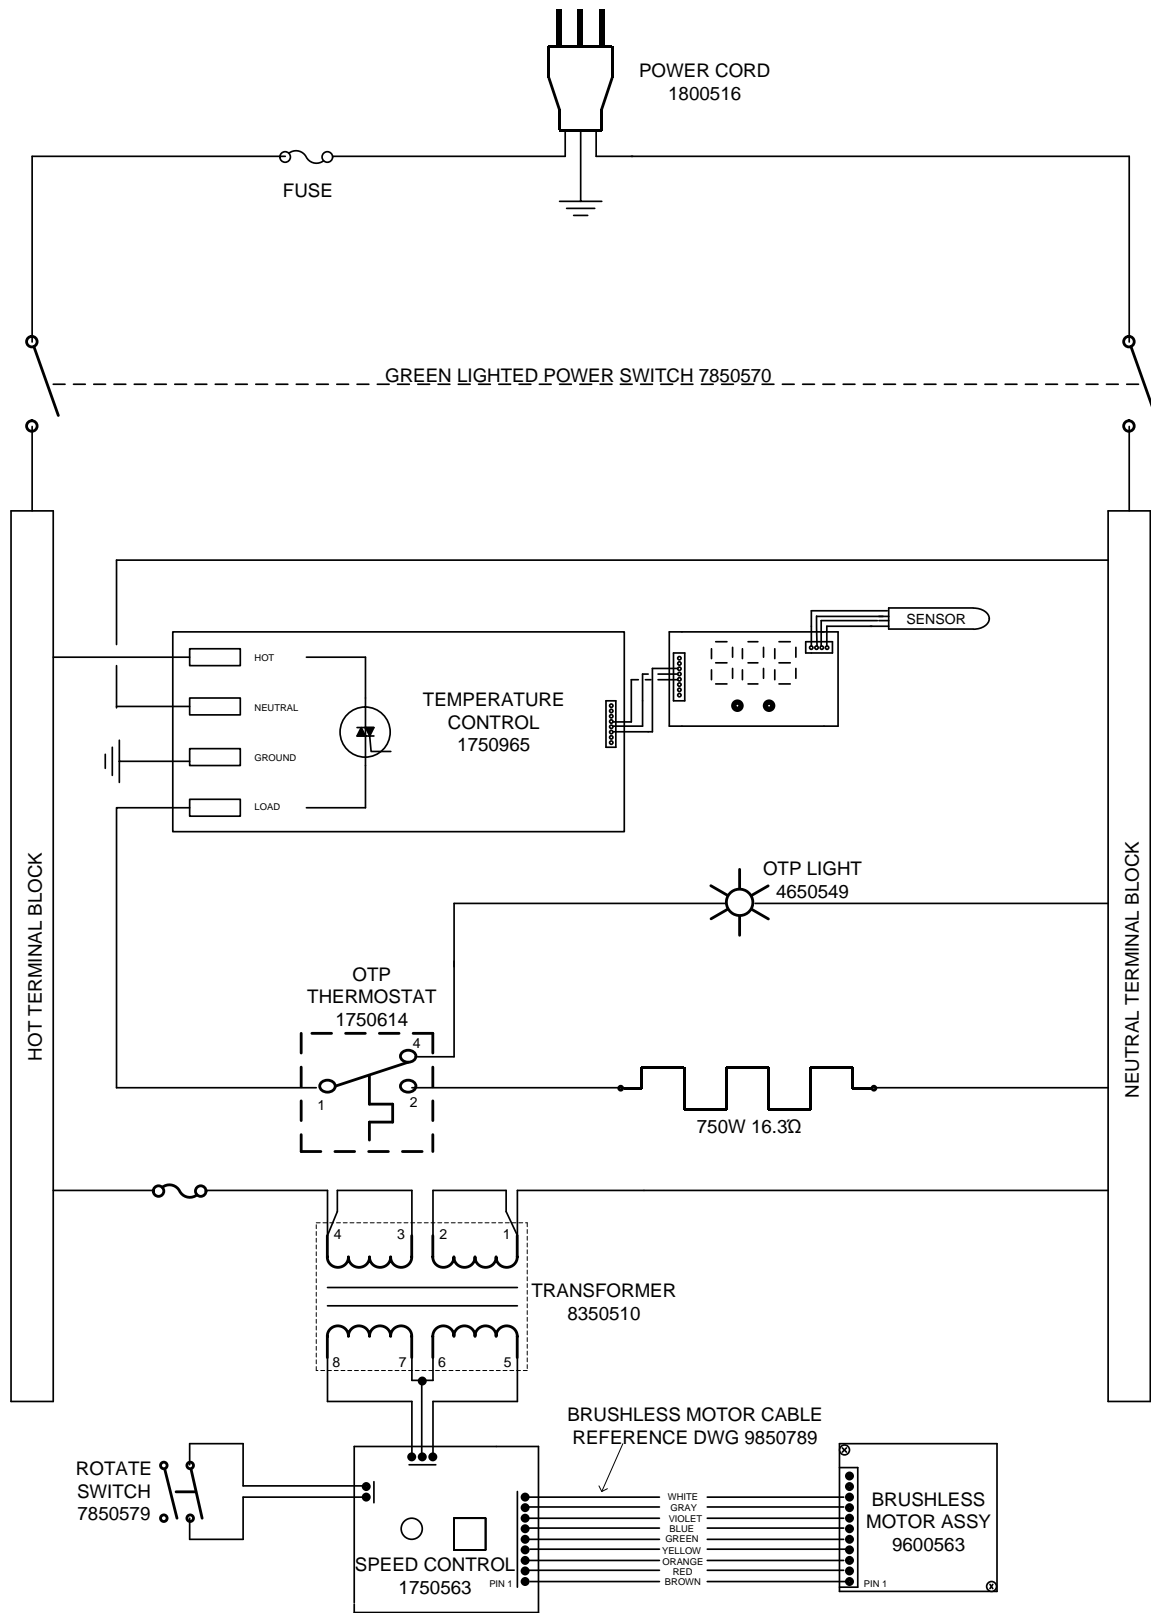 POWER CORD
1800516
FUSE
GREEN LIGHTED POWER SWITCH 7850570
HOT TERMINAL BLOCK
NEUTRAL TERMINAL BLOCK
HOT
NEUTRAL
GROUND
LOAD
TEMPERATURE
CONTROL
1750965
SENSOR
OTP LIGHT
4650549
OTP
THERMOSTAT
1750614
4
1
2
750W 16.3Ω
4 3 2 1
TRANSFORMER
8350510
8 7 6 5
BRUSHLESS MOTOR CABLE
REFERENCE DWG 9850789
ROTATE
SWITCH
7850579
SPEED CONTROL
1750563
PIN 1
WHITE
GRAY
VIOLET
BLUE
GREEN
YELLOW
ORANGE
RED
BROWN
BRUSHLESS
MOTOR ASSY
9600563
PIN 1